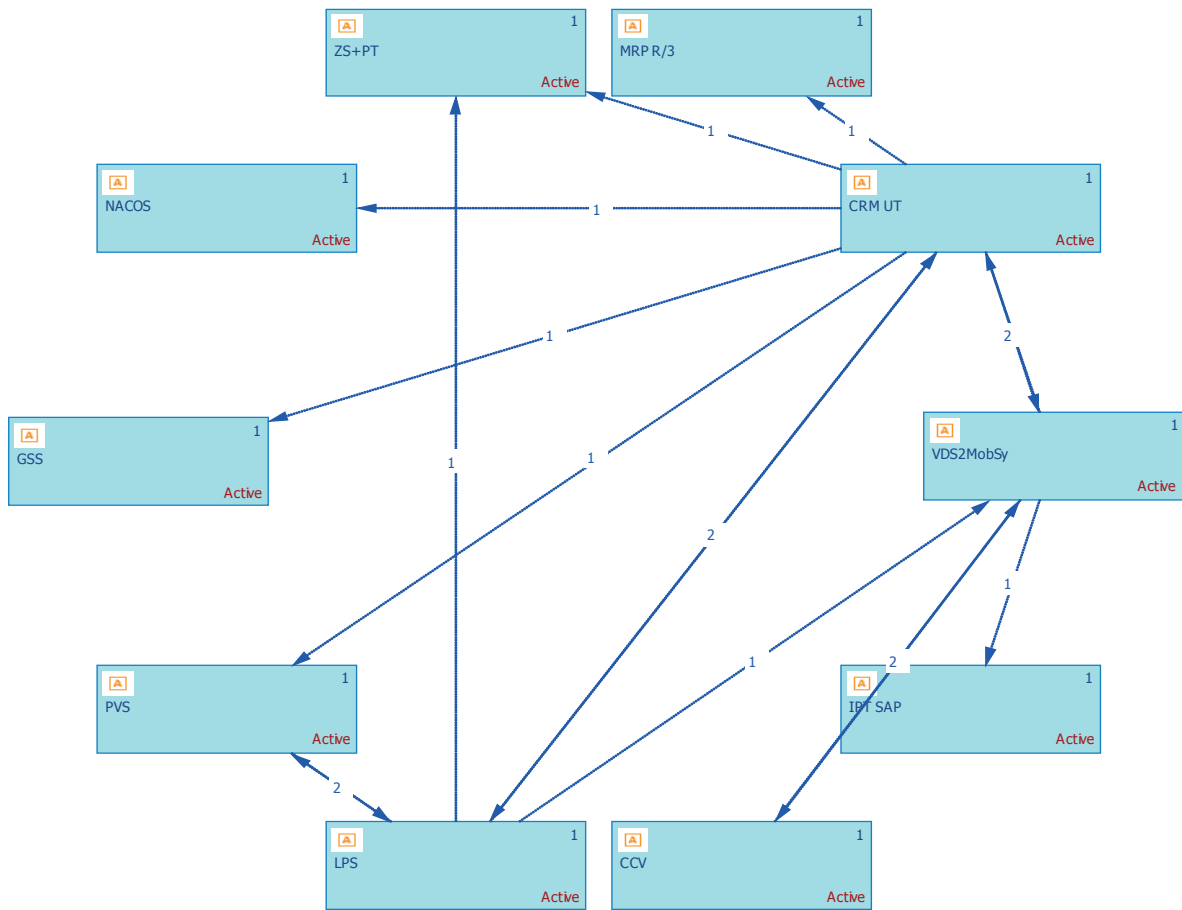 A 1
ZS+PT
Active
A 1
MRP R/3
Active
1
1
A 1
NACOS
Active
1
A 1
CRM UT
Active
1
2
A 1
GSS
Active
1
1
A 1
VDS2MobSy
Active
2
1
1
2
A 1
PVS
Active
A 1
IPT SAP
Active
2
A 1
LPS
Active
A 1
CCV
Active